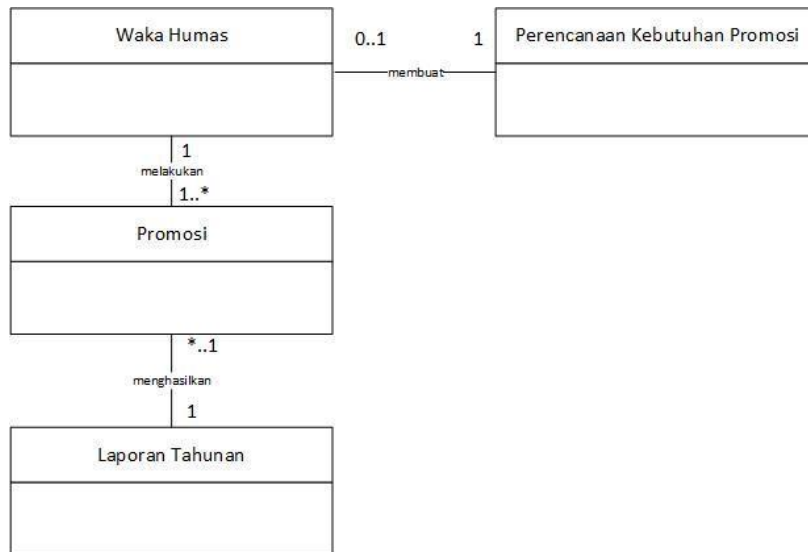 Waka Humas
0..1
1
Perencanaan Kebutuhan Promosi
membuat
1
melakukan
1..*
Promosi
*..1
menghasilkan
1
Laporan Tahunan